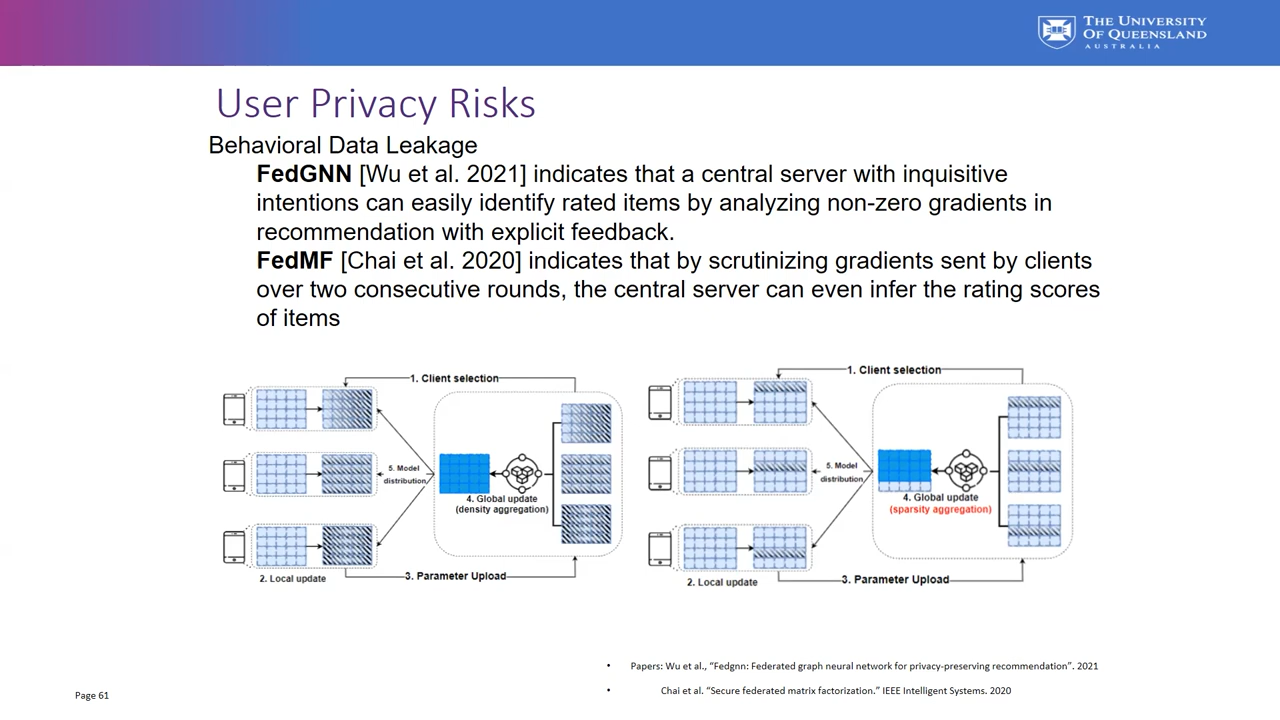 THE UNIVERSITY
OF QUEENSLAND
AUSTRALIA
User Privacy Risks
Behavioral Data Leakage
FedGNN [Wu et al. 2021] indicates that a central server with inquisitive
intentions can easily identify rated items by analyzing non-zero gradients in
recommendation with explicit feedback.
FedMF [Chai et al. 2020] indicates that by scrutinizing gradients sent by clients
over two consecutive rounds, the central server can even infer the rating scores
of items
1. Client selection
5. Model
distribution
4. Global update
(density aggregation)
2. Local update
3. Parameter Upload
1. Client selection
5. Model
distribution
4. Global update
(sparsity aggregation)
2. Local update
3. Parameter Upload
• Papers: Wu et al., “Fedgnn: Federated graph neural network for privacy-preserving recommendation”. 2021
• Chai et al. “Secure federated matrix factorization.” IEEE Intelligent Systems. 2020
Page 61